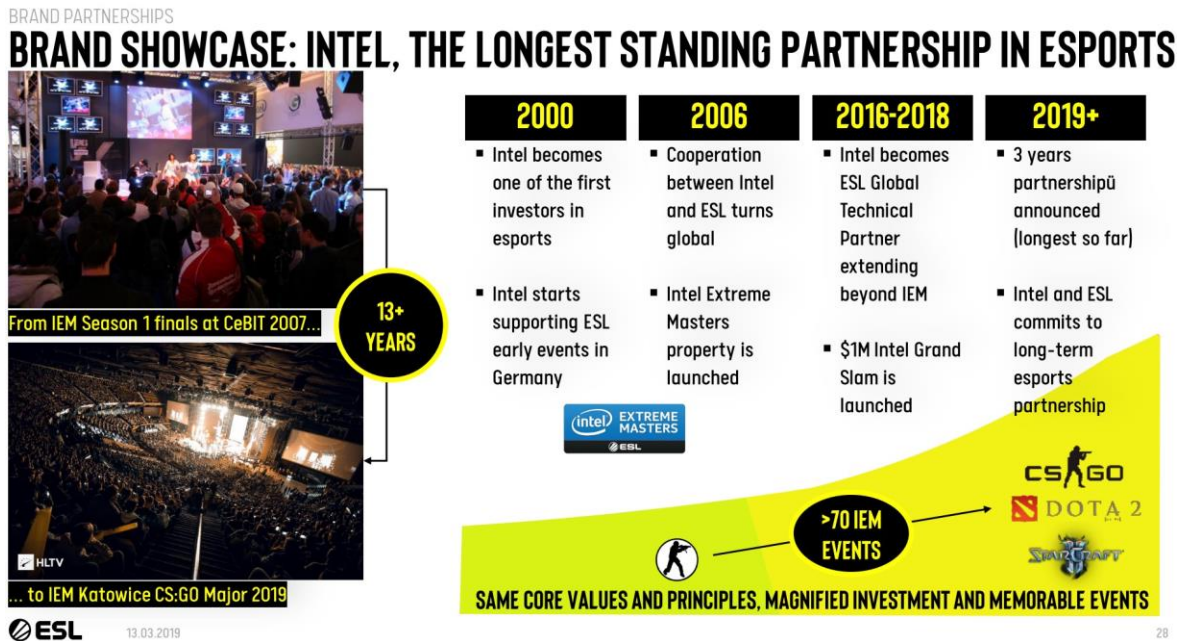 BRAND PARTNERSHIPS
BRAND SHOWCASE: INTEL, THE LONGEST STANDING PARTNERSHIP IN ESPORTS
From IEM Season 1 finals at CeBIT 2007...
13+
YEARS
HLTV
... to IEM Katowice CS:GO Major 2019
2000
▪ Intel becomes
one of the first
investors in
esports
▪ Intel starts
supporting ESL
early events in
Germany
2006
▪ Cooperation
between Intel
and ESL turns
global
▪ Intel Extreme
Masters
property is
launched
intel EXTREME
MASTERS
ESL
2016-2018
▪ Intel becomes
ESL Global
Technical
Partner
extending
beyond IEM
▪ $1M Intel Grand
Slam is
launched
2019+
▪ 3 years
partnershipü
announced
(longest so far)
▪ Intel and ESL
commits to
long-term
esports
partnership
>70 IEM
EVENTS
CS GO
DOTA 2
STARCRAFT
II
SAME CORE VALUES AND PRINCIPLES, MAGNIFIED INVESTMENT AND MEMORABLE EVENTS
ESL
13.03.2019
28